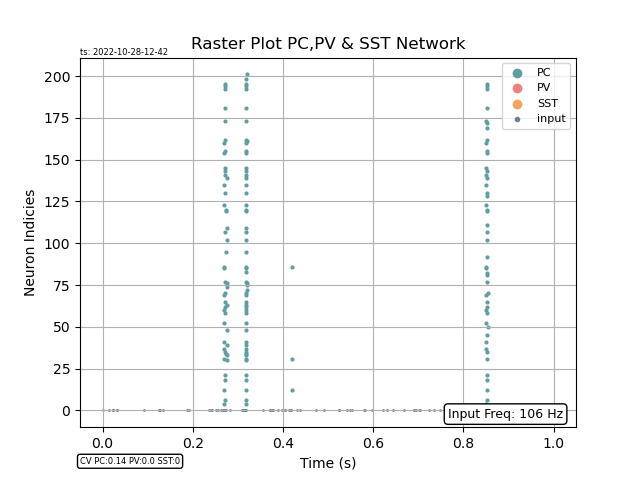 Raster Plot PC,PV & SST Network
ts: 2022-10-28-12-42
PC
PV
SST
input
Neuron Indicies
200
175
150
125
100
75
50
25
0
Input Freq: 106 Hz
0.0 0.2 0.4 0.6 0.8 1.0
Time (s)
CV PC:0.14 PV:0.0 SST:0